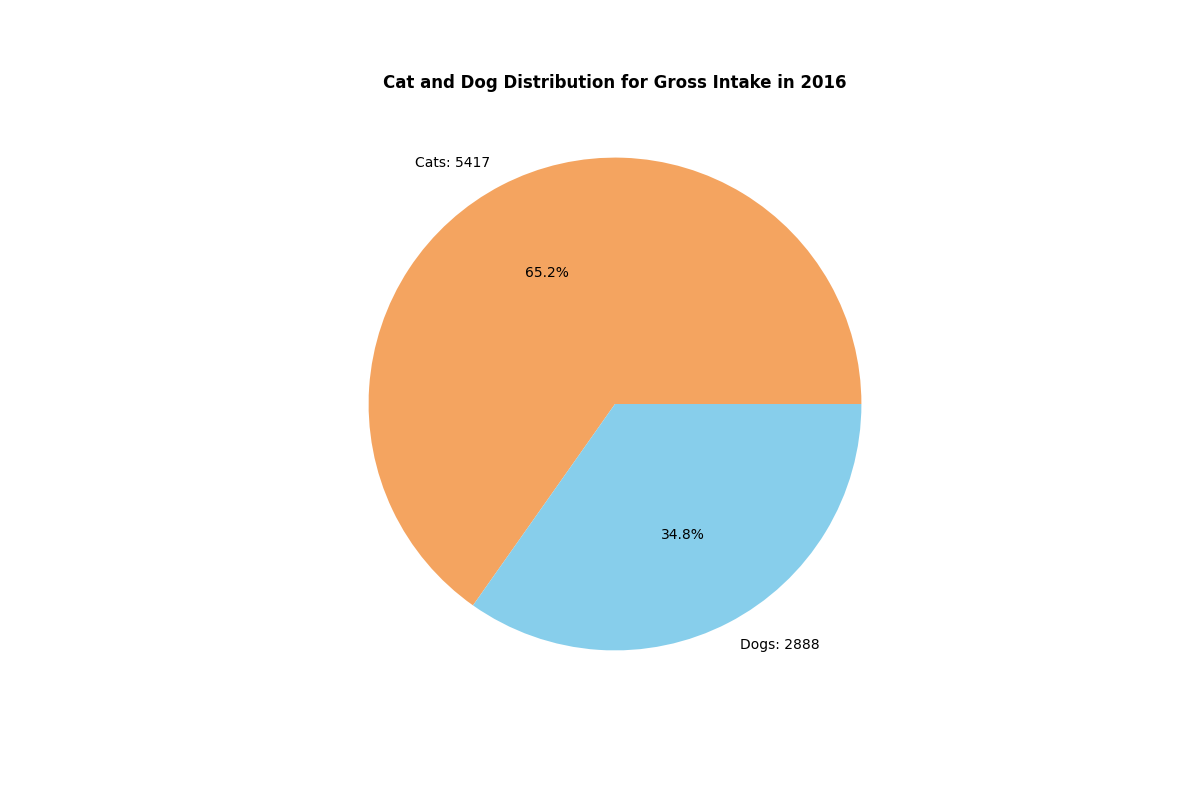 Cat and Dog Distribution for Gross Intake in 2016
Cats: 5417
65.2%
34.8%
Dogs: 2888